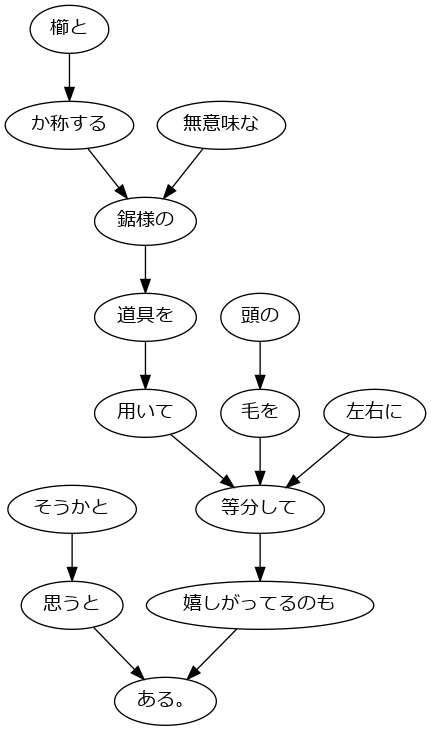 櫛と
か称する
無意味な
鋸様の
道具を
頭の
用いて
毛を
左右に
そうかと
等分して
思うと
嬉しがってるのも
ある。